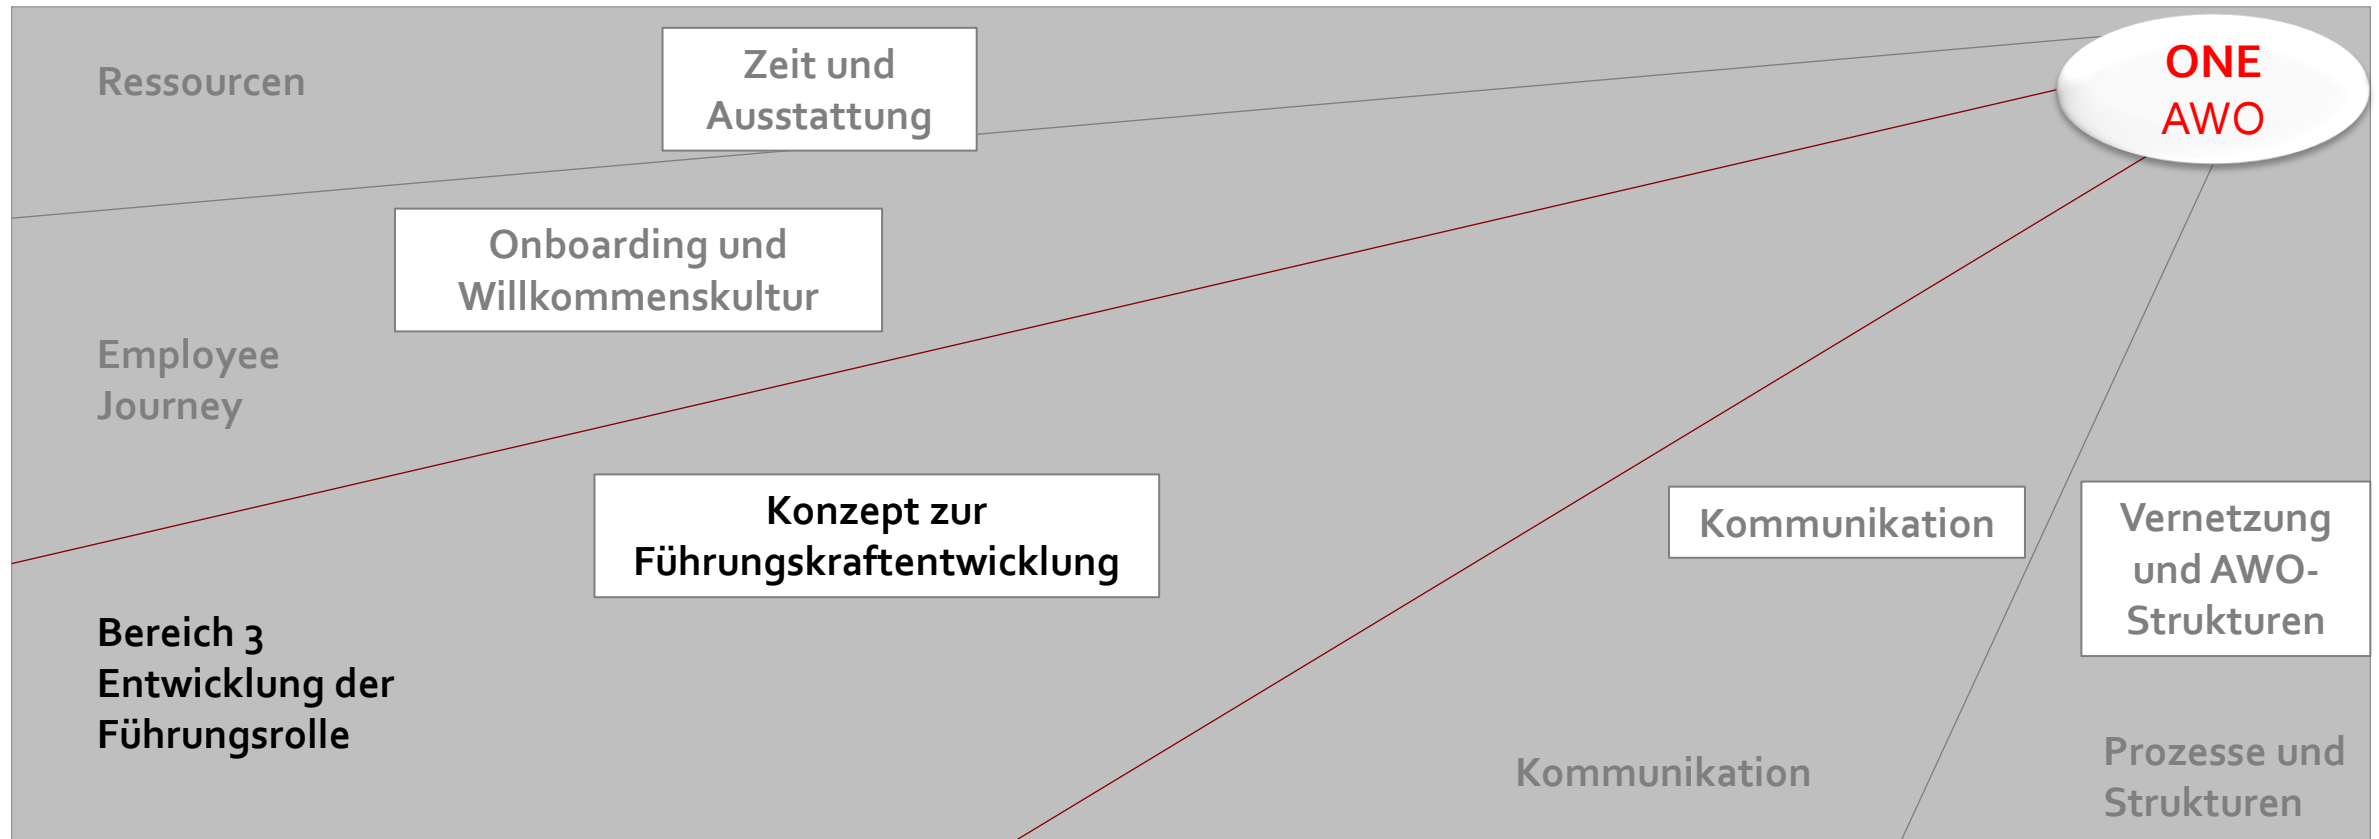 Ressourcen
Zeit und
Ausstattung
ONE
AWO
Onboarding und
Willkommenskultur
Employee
Journey
Konzept zur
Führungskraftentwicklung
Kommunikation
Vernetzung
und AWO-
Strukturen
Bereich 3
Entwicklung der
Führungsrolle
Kommunikation
Prozesse und
Strukturen